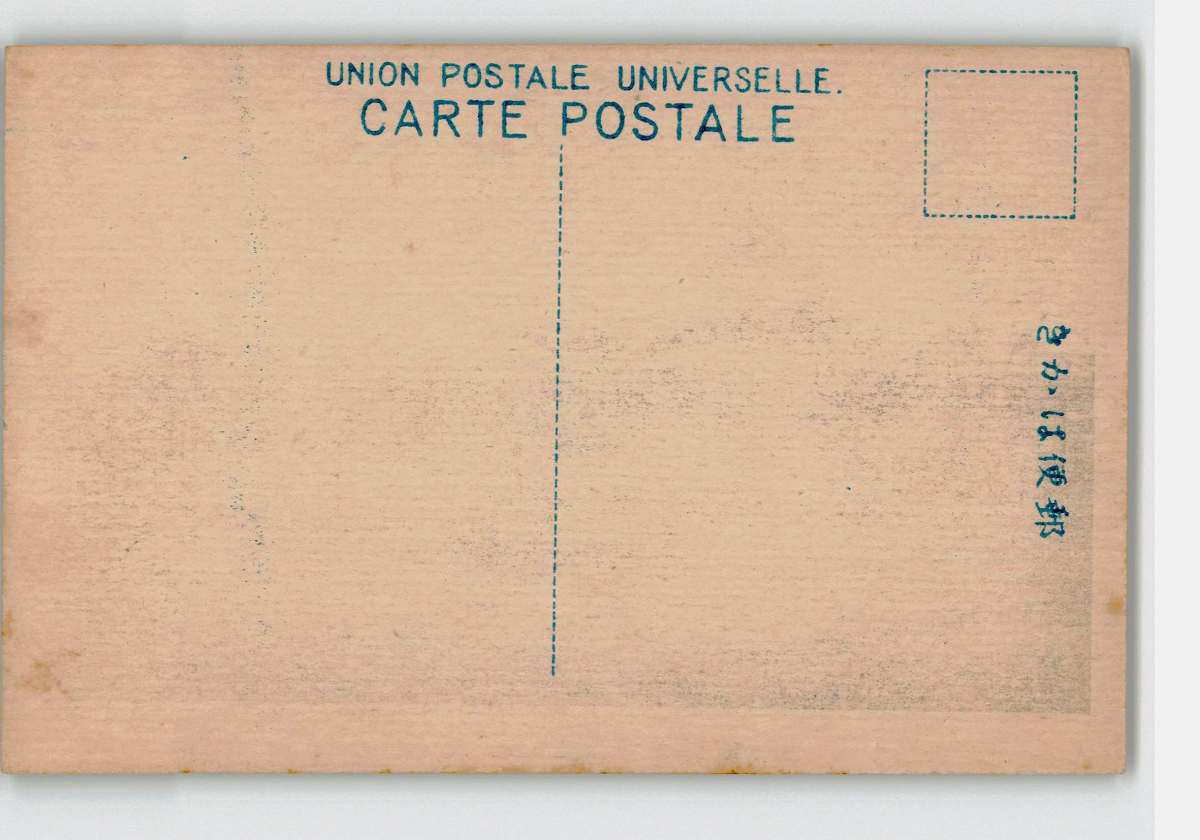 UNION POSTALE UNIVERSELLE.
CARTE POSTALE
郵便はかき